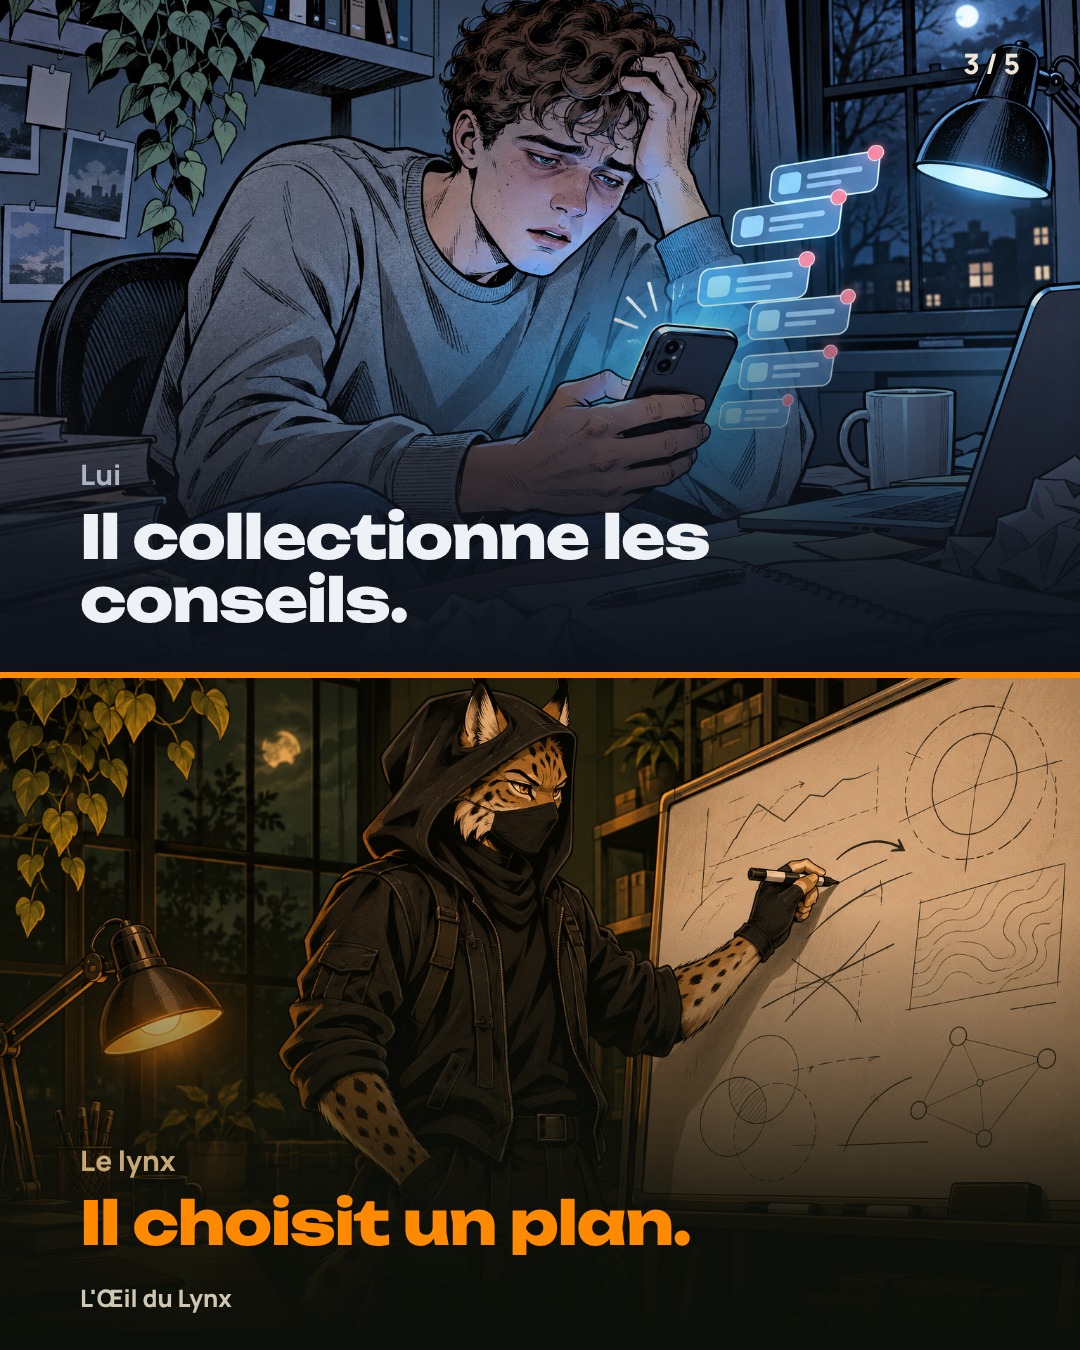 3 / 5
Lui
Il collectionne les
conseils.
Le lynx
Il choisit un plan.
L'Œil du Lynx